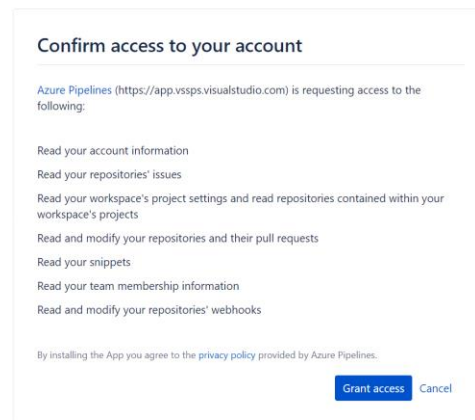 Confirm access to your account
Azure Pipelines (https://app.vssps.visualstudio.com) is requesting access to the
following:
Read your account information
Read your repositories' issues
Read your workspace's project settings and read repositories contained within your
workspace's projects
Read and modify your repositories and their pull requests
Read your snippets
Read your team membership information
Read and modify your repositories' webhooks
By installing the App you agree to the privacy policy provided by Azure Pipelines.
Grant access Cancel